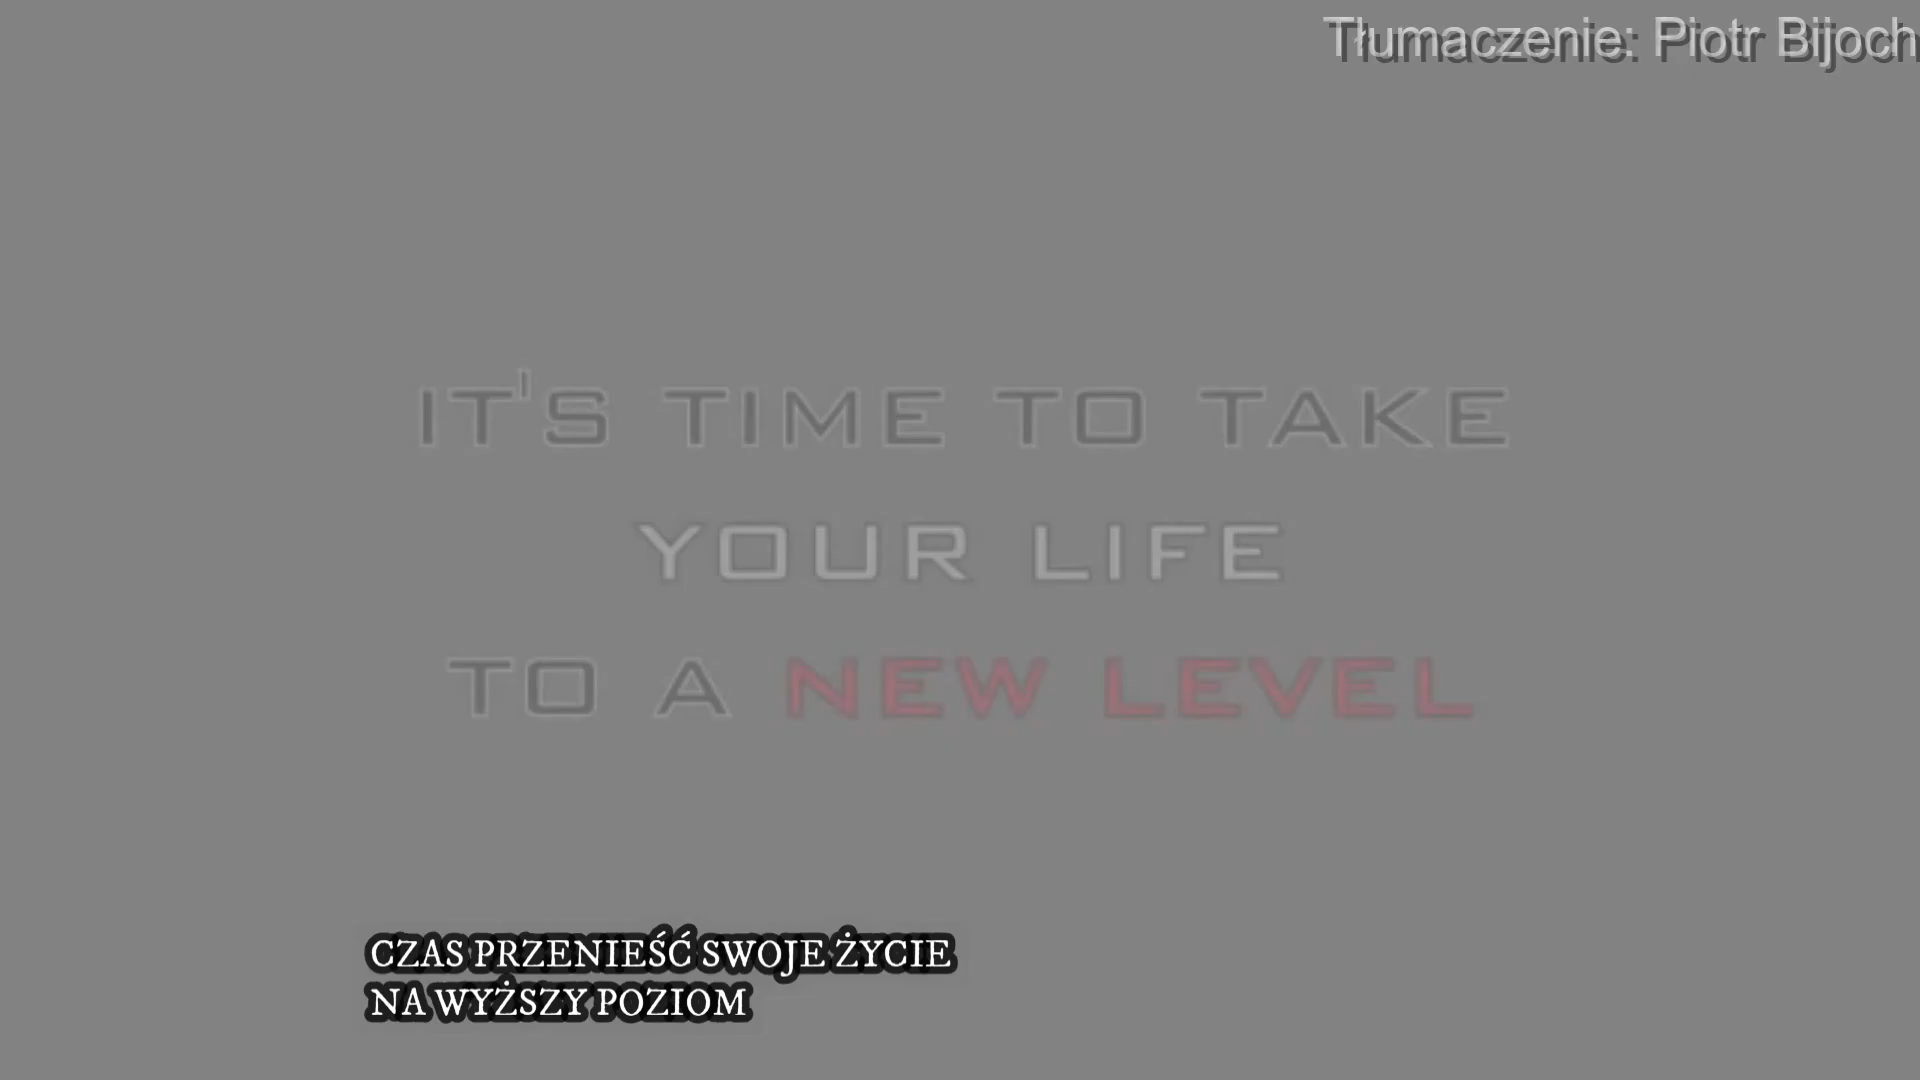 Tłumaczenie: Piotr Bijoch
IT'S TIME TO TAKE
YOUR LIFE
TO A NEW LEVEL
CZAS PRZENIEŚĆ SWOJE ŻYCIE
NA WYŻSZY POZIOM